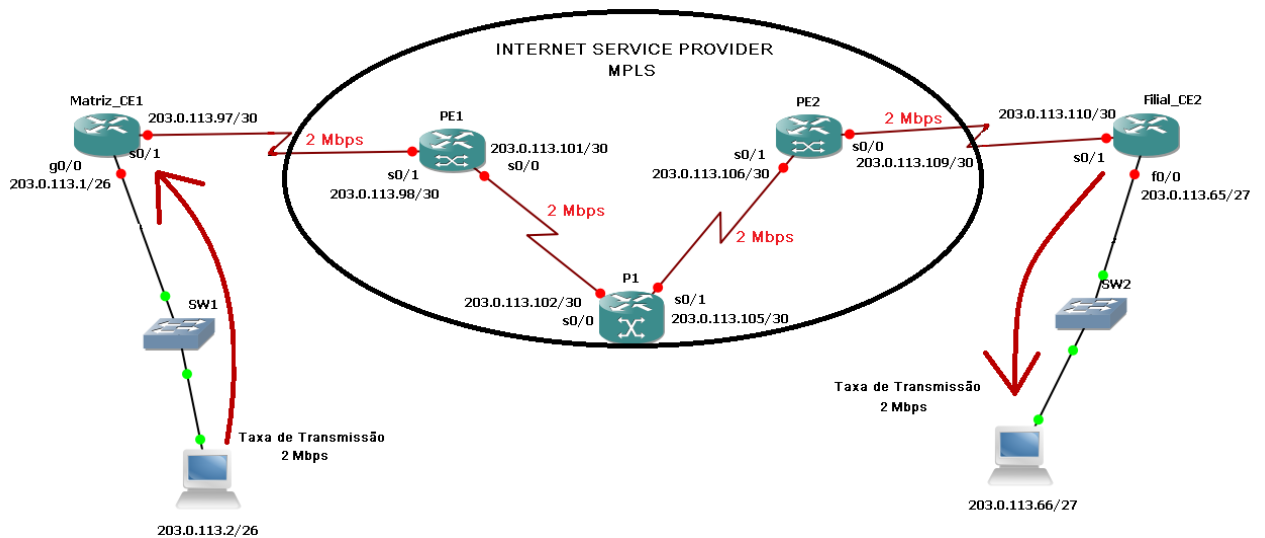 INTERNET SERVICE PROVIDER
MPLS
Matriz_CE1
203.0.113.97/30
s0/1
g0/0
203.0.113.1/26
2 Mbps
PE1
203.0.113.101/30
s0/0
s0/1
203.0.113.98/30
2 Mbps
P1
203.0.113.102/30
s0/0
s0/1
203.0.113.105/30
2 Mbps
PE2
s0/1
203.0.113.106/30
s0/0
203.0.113.109/30
2 Mbps
Filial_CE2
203.0.113.110/30
s0/1
f0/0
203.0.113.65/27
SW1
Taxa de Transmissão
2 Mbps
203.0.113.2/26
SW2
Taxa de Transmissão
2 Mbps
203.0.113.66/27